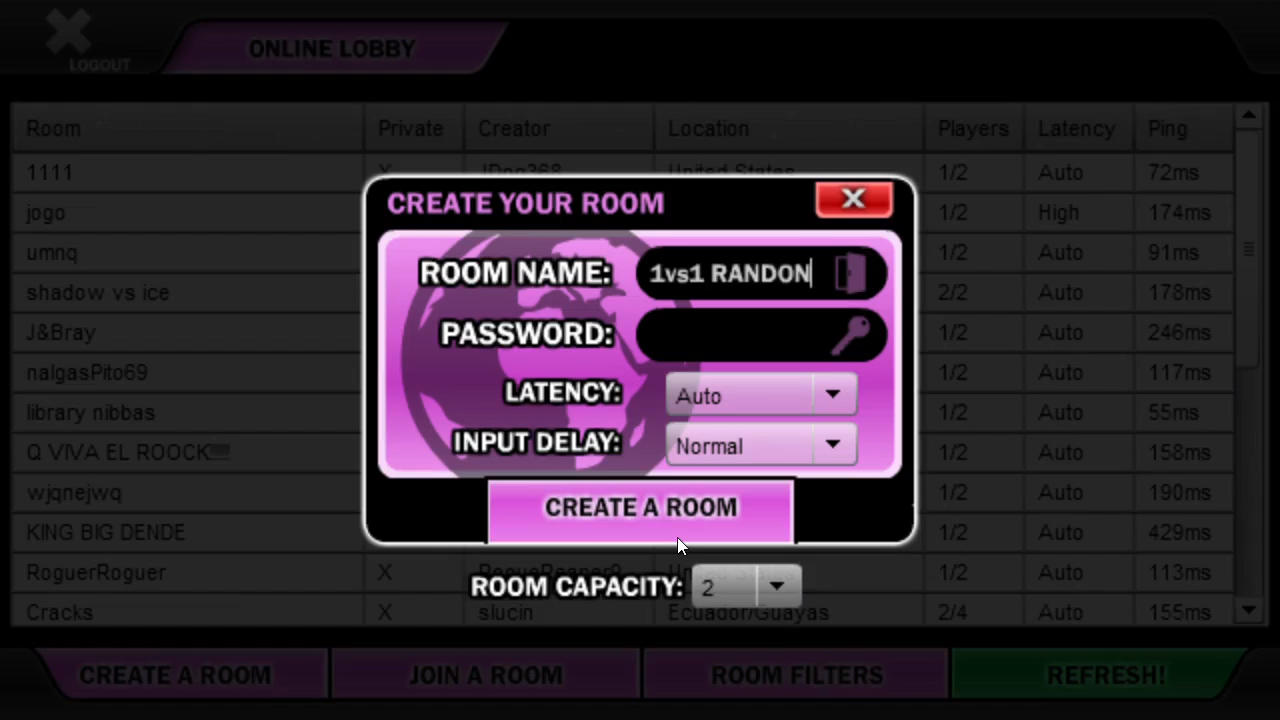 LOGOUT
ONLINE LOBBY
Room Private Creator Location Players Latency Ping
1111 X JDon368 United States 1/2 Auto 72ms
jogo 1/2 High 174ms
umnq 1/2 Auto 91ms
shadow vs ice 2/2 Auto 178ms
J&Bray 1/2 Auto 246ms
nalgasPito69 1/2 Auto 117ms
library nibbas 1/2 Auto 55ms
Q VIVA EL ROOCK 1/2 Auto 158ms
wjqnejwq 1/2 Auto 190ms
KING BIG DENDE 1/2 Auto 429ms
RoguerRoguer X 1/2 Auto 113ms
Cracks X slucin Ecuador/Guayas 2/4 Auto 155ms
CREATE YOUR ROOM
X
ROOM NAME: 1vs1 RANDON
PASSWORD:
LATENCY: Auto
INPUT DELAY: Normal
CREATE A ROOM
ROOM CAPACITY: 2
CREATE A ROOM JOIN A ROOM ROOM FILTERS REFRESH!